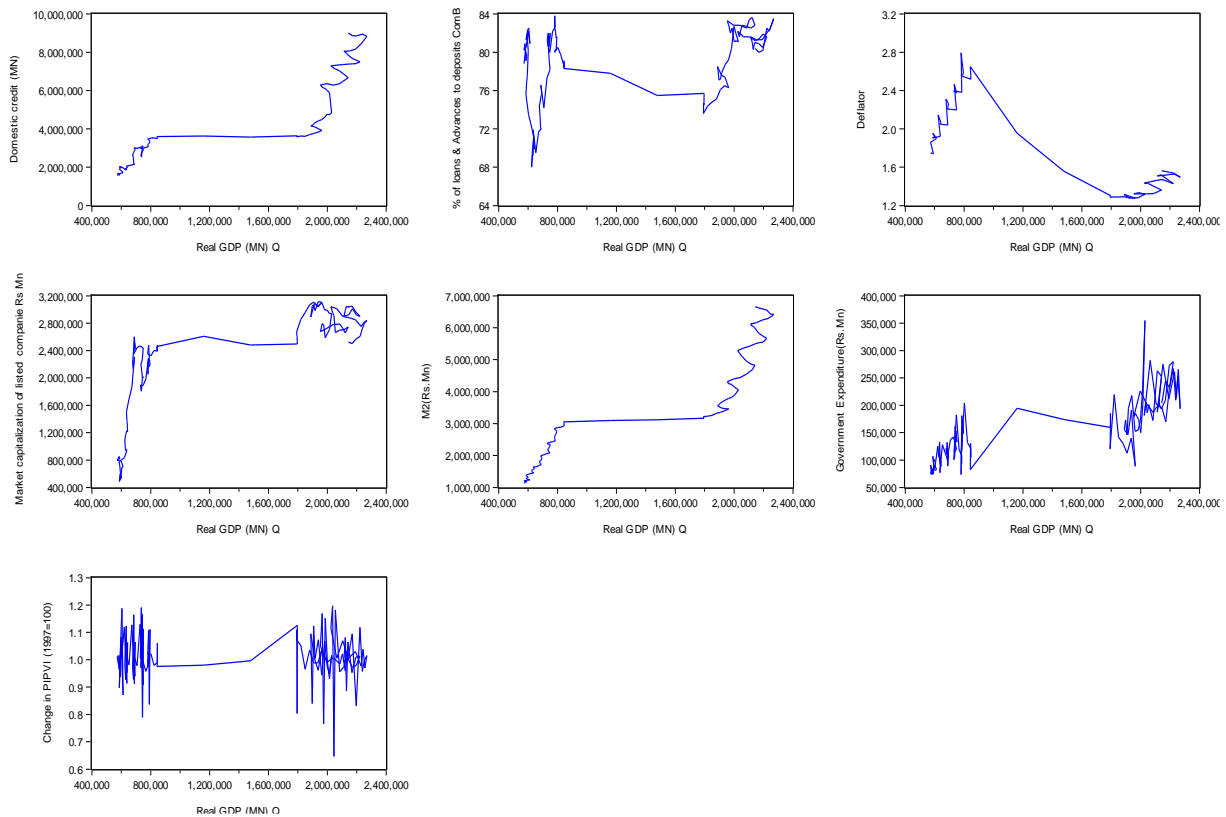 10,000,000
8,000,000
6,000,000
4,000,000
2,000,000
0
Domestic credit (MN)
400,000 800,000 1,200,000 1,600,000 2,000,000 2,400,000
Real GDP (MN) Q
84
80
76
72
68
64
% of loans & Advances to deposits ComB
400,000 800,000 1,200,000 1,600,000 2,000,000 2,400,000
Real GDP (MN) Q
3.2
2.8
2.4
2.0
1.6
1.2
Deflator
400,000 800,000 1,200,000 1,600,000 2,000,000 2,400,000
Real GDP (MN) Q
3,200,000
2,800,000
2,400,000
2,000,000
1,600,000
1,200,000
800,000
400,000
Market capitalization of listed companie Rs Mn
400,000 800,000 1,200,000 1,600,000 2,000,000 2,400,000
Real GDP (MN) Q
7,000,000
6,000,000
5,000,000
4,000,000
3,000,000
2,000,000
1,000,000
M2(Rs.Mn)
400,000 800,000 1,200,000 1,600,000 2,000,000 2,400,000
Real GDP (MN) Q
400,000
350,000
300,000
250,000
200,000
150,000
100,000
50,000
Government Expenditure(Rs.Mn)
400,000 800,000 1,200,000 1,600,000 2,000,000 2,400,000
Real GDP (MN) Q
1.3
1.2
1.1
1.0
0.9
0.8
0.7
0.6
Change in PIPVI (1997=100)
400,000 800,000 1,200,000 1,600,000 2,000,000 2,400,000
Real GDP (MN) Q